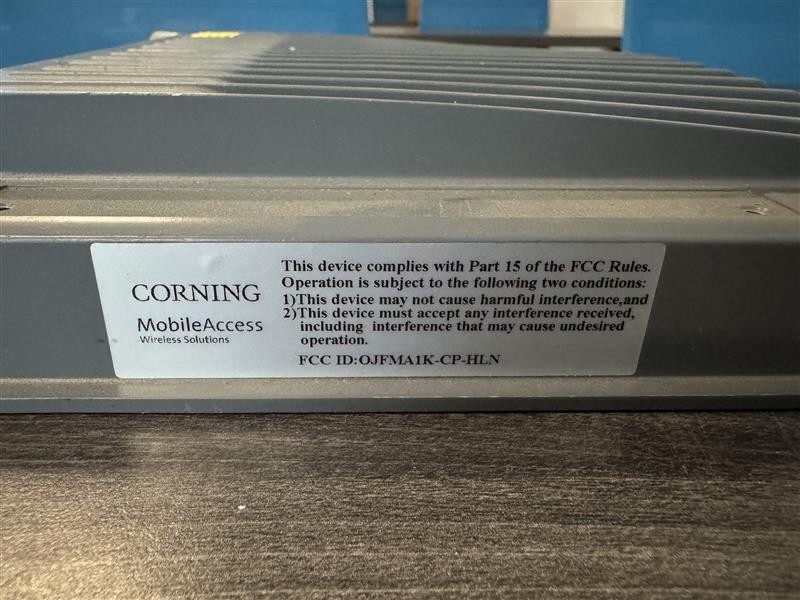 CORNING
MobileAccess
Wireless Solutions
This device complies with Part 15 of the FCC Rules.
Operation is subject to the following two conditions:
1)This device may not cause harmful interference,and
2)This device must accept any interference received,
including interference that may cause undesired
operation.
FCC ID:OJFMA1K-CP-HLN